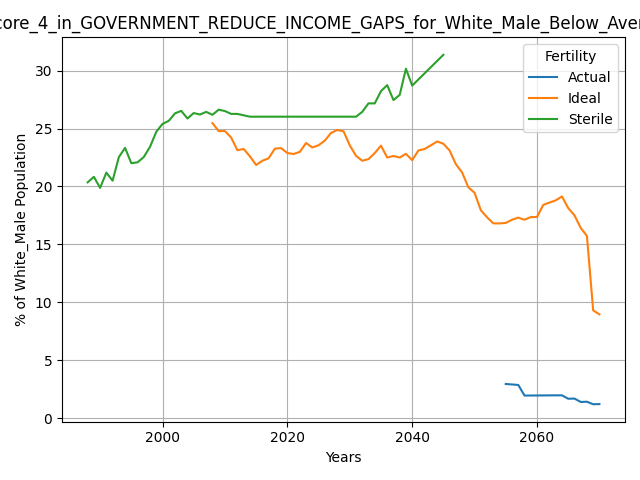 core_4_in_GOVERNMENT_REDUCE_INCOME_GAPS_for_White_Male_Below_Aver
Fertility
Actual
Ideal
Sterile
% of White_Male Population
30
25
20
15
10
5
0
2000
2020
2040
2060
Years